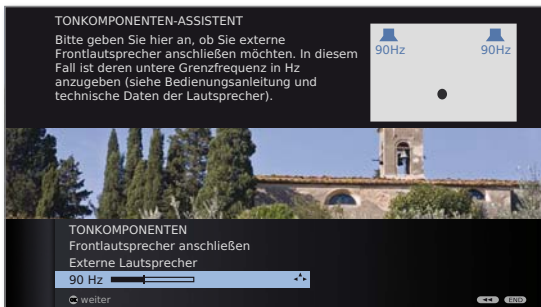 TONKOMPONENTEN-ASSISTENT
Bitte geben Sie hier an, ob Sie externe
Frontlautsprecher anschließen möchten. In diesem
Fall ist deren untere Grenzfrequenz in Hz
anzugeben (siehe Bedienungsanleitung und
technische Daten der Lautsprecher).
90Hz 90Hz
TONKOMPONENTEN
Frontlautsprecher anschließen
Externe Lautsprecher
90 Hz
OK weiter
END